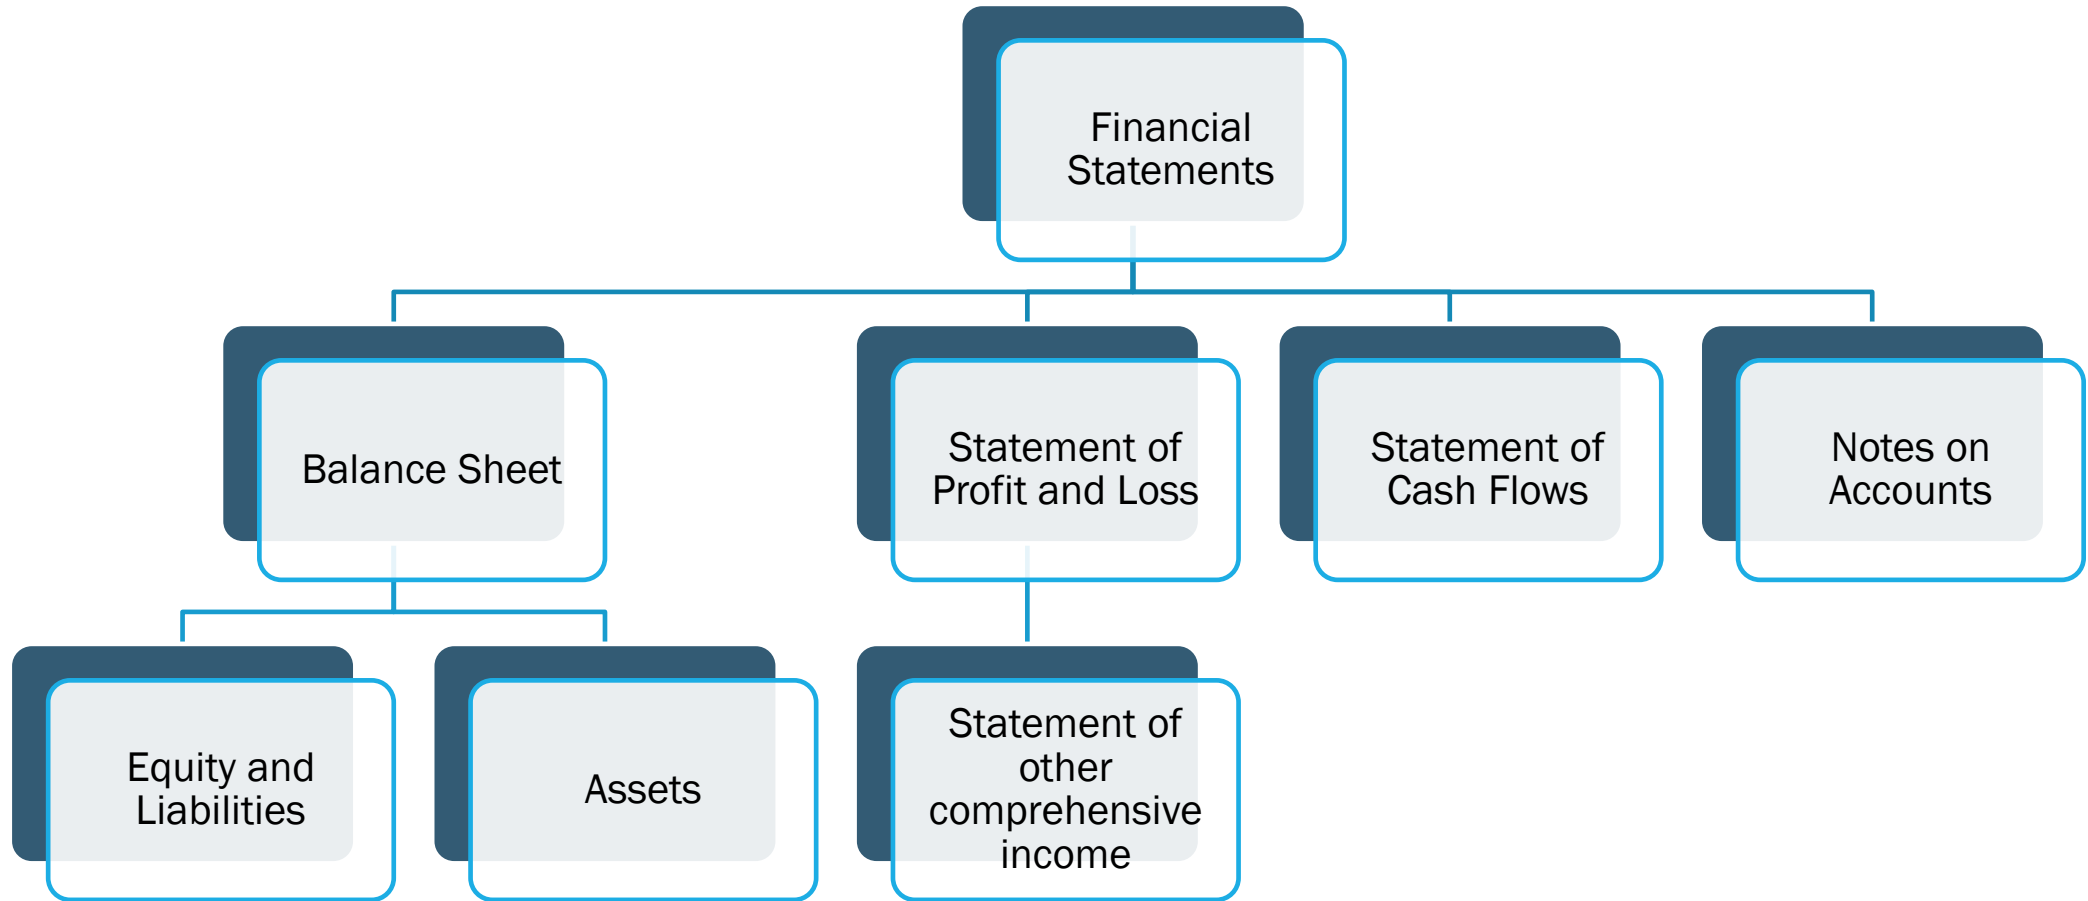 Financial
Statements
Balance Sheet
Statement of
Profit and Loss
Statement of
Cash Flows
Notes on
Accounts
Equity and
Liabilities
Assets
Statement of
other
comprehensive
income